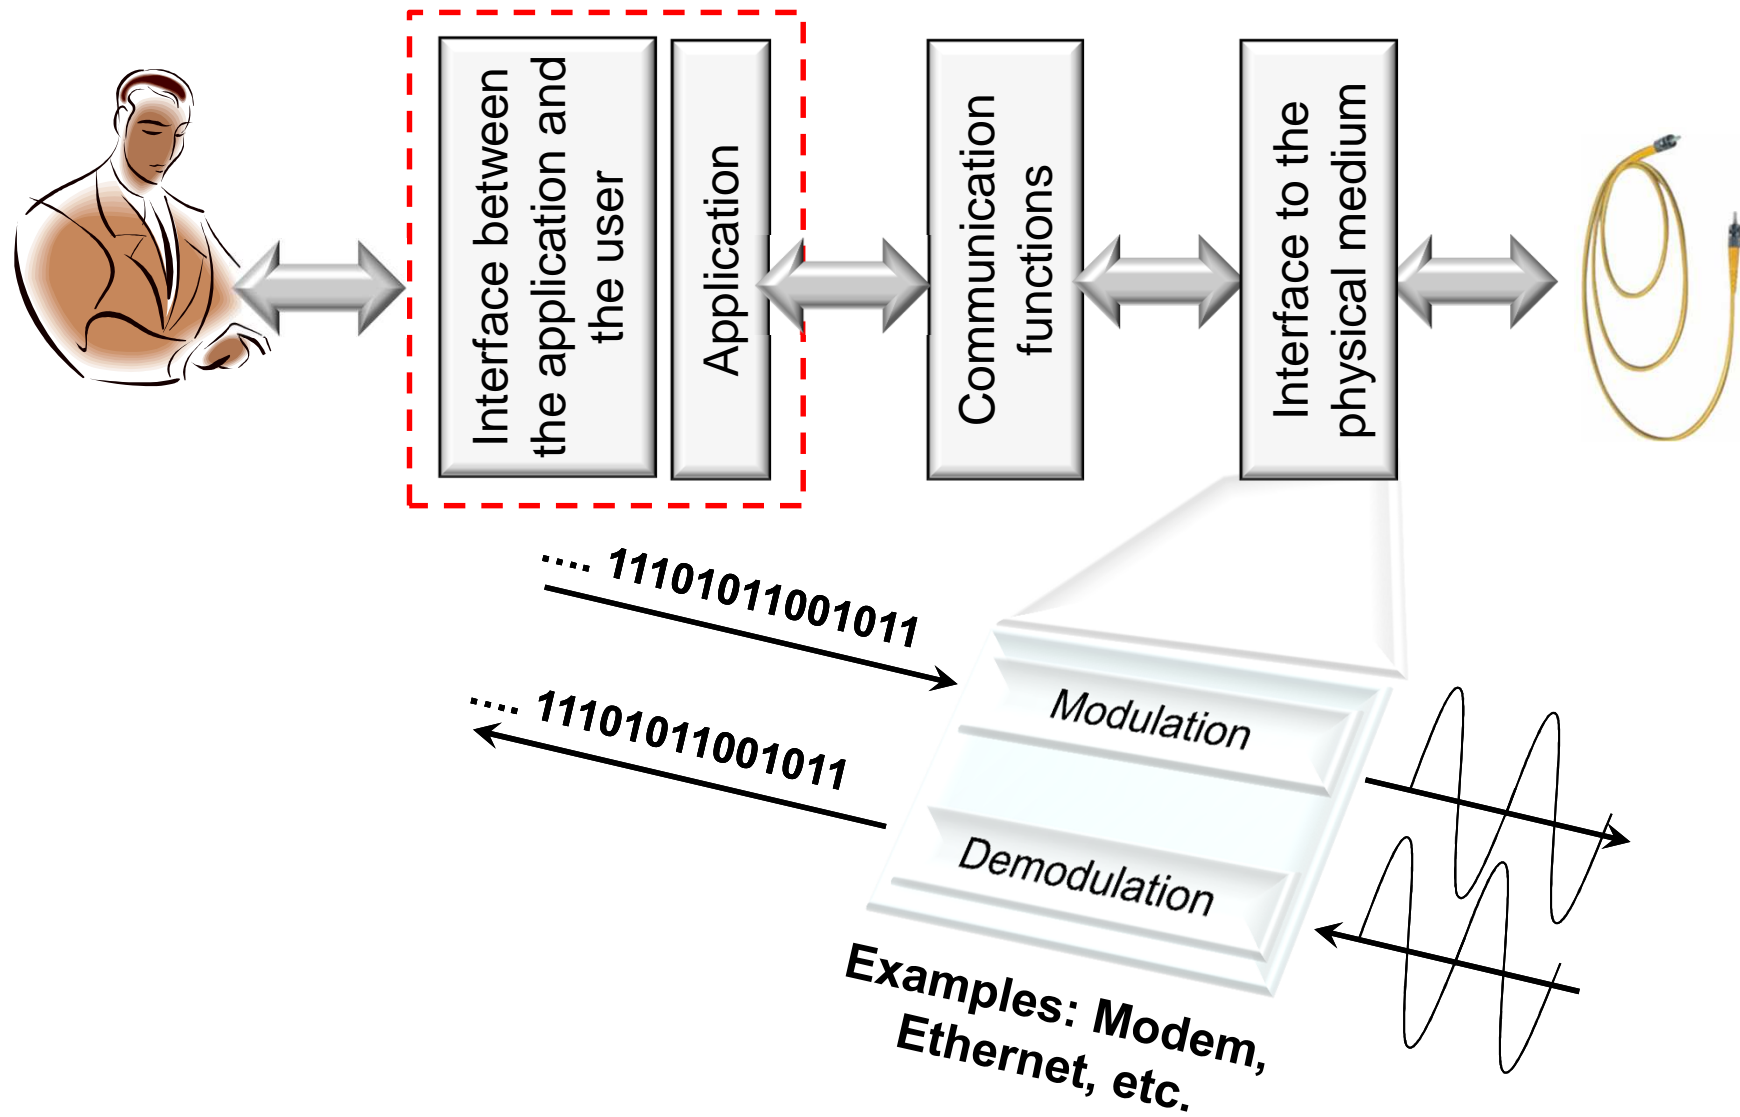 Interface between
the application and
the user
Application
Communication
functions
Interface to the
physical medium
.... 11101011001011
.... 11101011001011
Modulation
Demodulation
Examples: Modem,
Ethernet, etc.